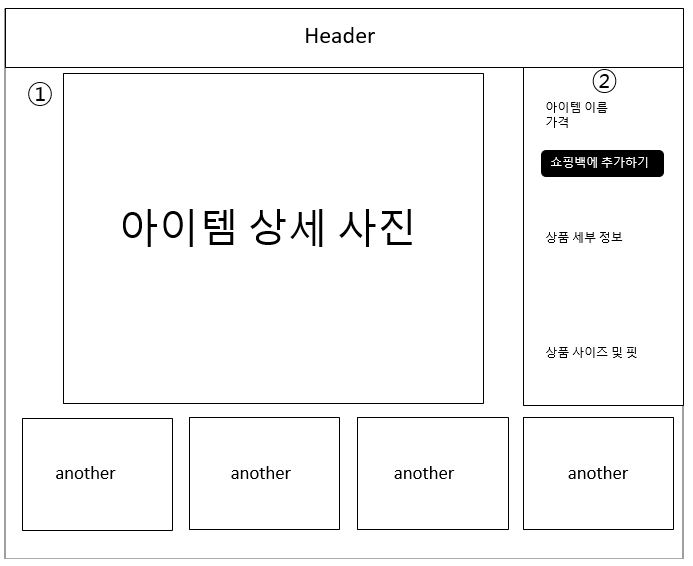 Header
①
아이템 상세 사진
②
아이템 이름
가격
쇼핑백에 추가하기
상품 세부 정보
상품 사이즈 및 핏
another
another
another
another